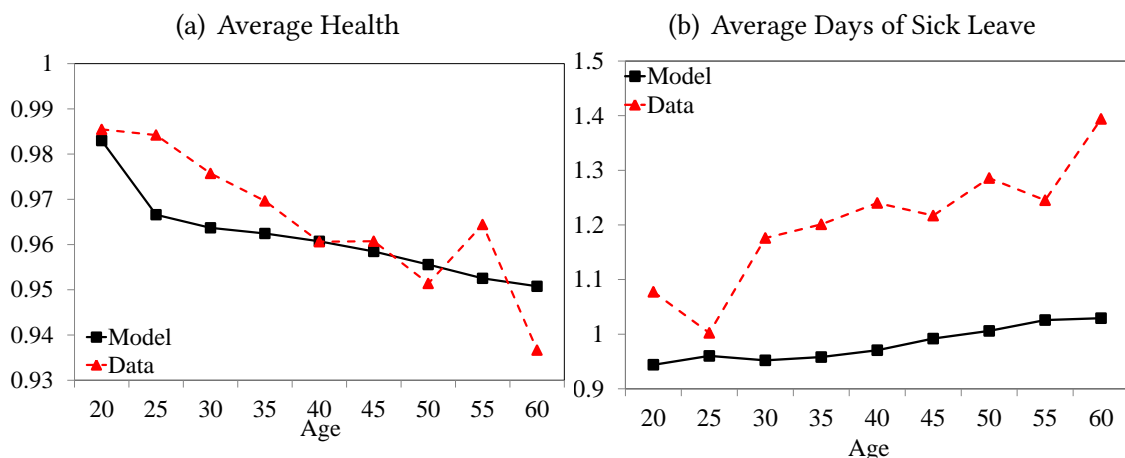 (a) Average Health
1
0.99
0.98
0.97
0.96
0.95
0.94
0.93
Model
Data
20 25 30 35 40 45 50 55 60
Age
(b) Average Days of Sick Leave
1.5
1.4
1.3
1.2
1.1
1
0.9
Model
Data
20 25 30 35 40 45 50 55 60
Age